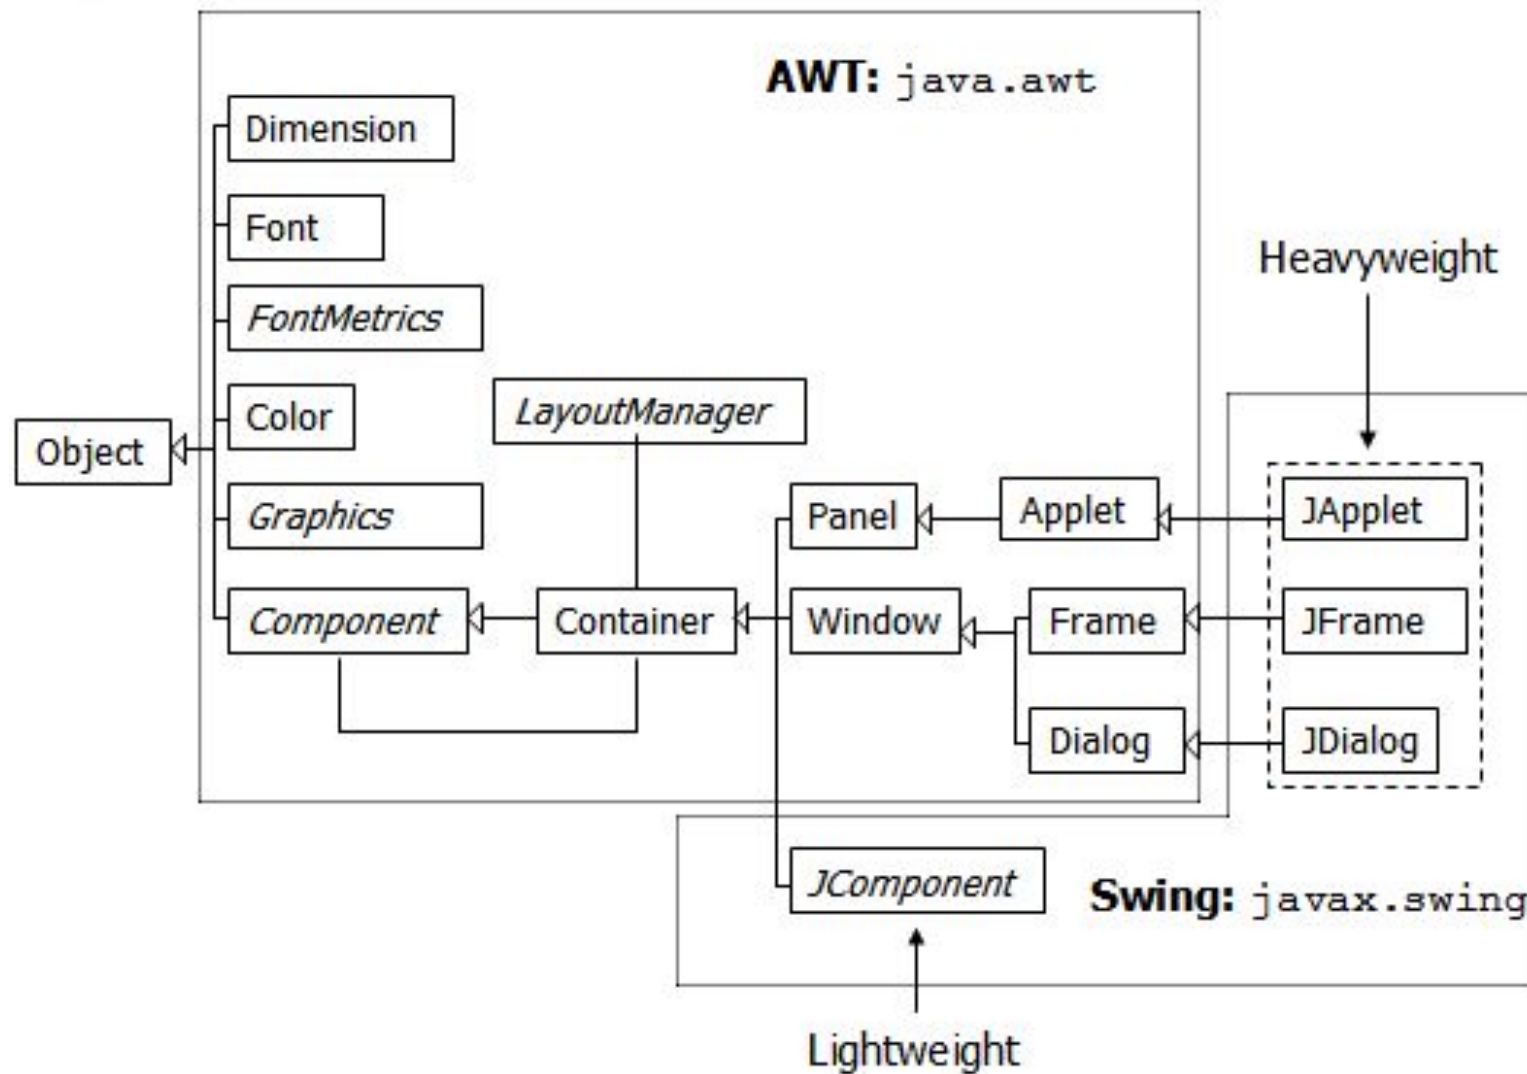 AWT: java.awt
Dimension
Font
Heavyweight
FontMetrics
Color
LayoutManager
Object
Graphics
Panel
Applet
JApplet
Component
Container
Window
Frame
JFrame
Dialog
JDialog
JComponent
Swing: javax.swing
Lightweight